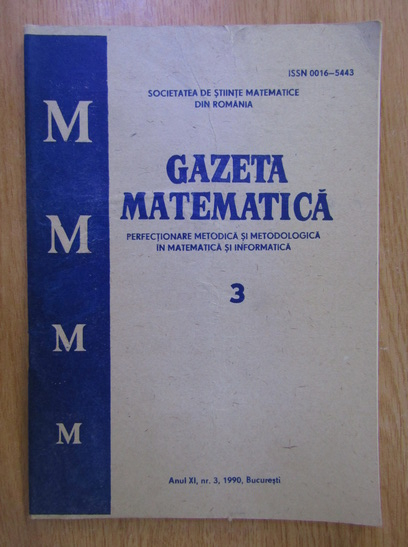 ISSN 0016-5443
SOCIETATEA DE ȘTIINȚE MATEMATICE
DIN ROMÂNIA
GAZETA
MATEMATICĂ
PERFECȚIONARE METODICĂ ȘI METODOLOGICĂ
IN MATEMATICĂ ȘI INFORMATICĂ
3
M
M
M
M
Anul XI, nr. 3, 1990, București